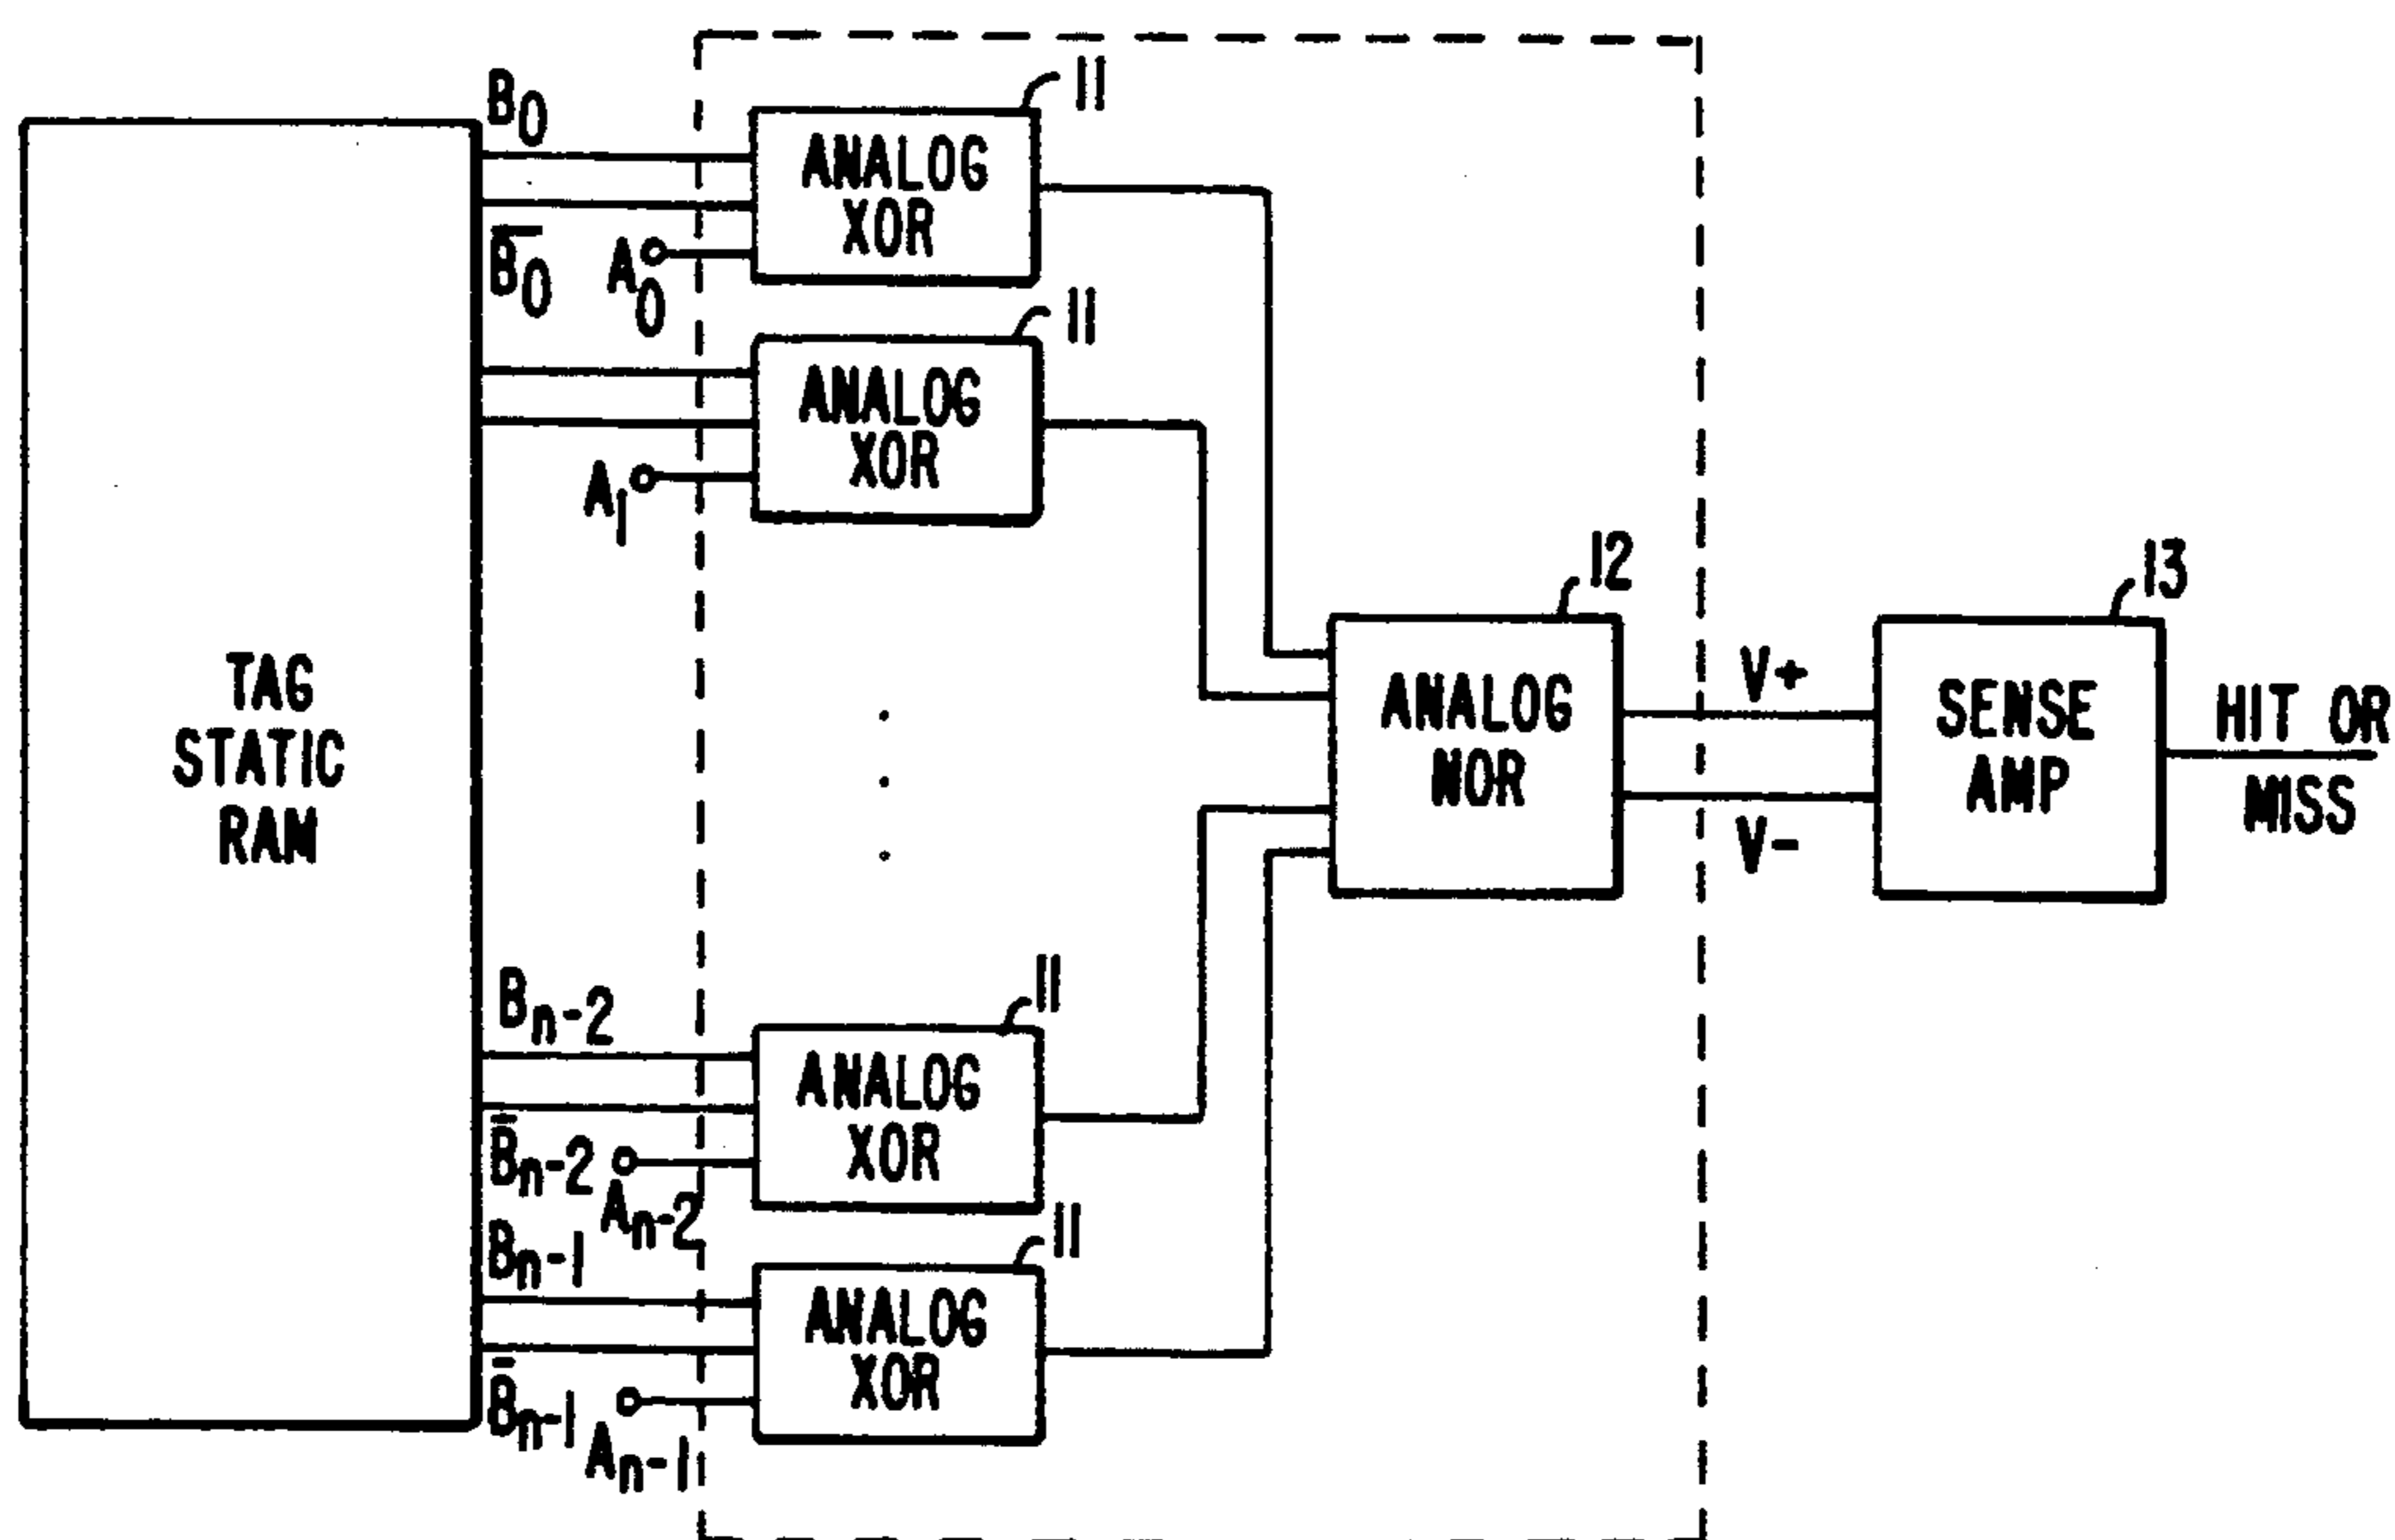 B0
11
ANALOG
XOR
B̅0
A0
11
ANALOG
XOR
A1
12
13
TAG
STATIC
RAM
ANALOG
NOR
V+
V-
SENSE
AMP
HIT OR
MISS
Bn-2
11
ANALOG
XOR
B̅n-2
An-2
Bn-1
11
ANALOG
XOR
B̅n-1
An-1